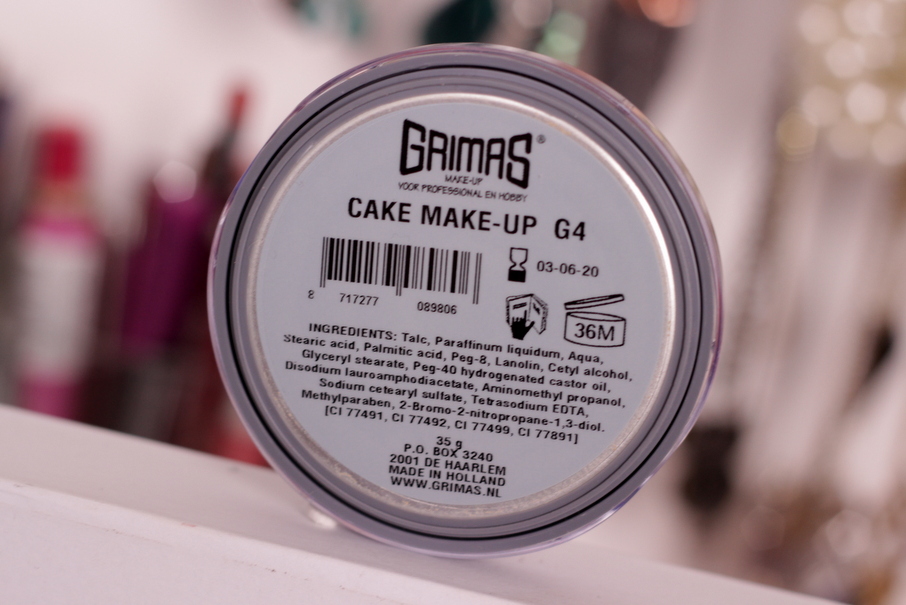 GRIMAS®
MAKE-UP
VOOR PROFESSIONAL EN HOBBY
CAKE MAKE-UP G4
03-06-20
8 717277 089806
36M
INGREDIENTS: Talc, Paraffinum liquidum, Aqua,
Stearic acid, Palmitic acid, Peg-8, Lanolin, Cetyl alcohol,
Glyceryl stearate, Peg-40 hydrogenated castor oil,
Disodium lauroamphodiacetate, Aminomethyl propanol,
Sodium cetearyl sulfate, Tetrasodium EDTA,
Methylparaben, 2-Bromo-2-nitropropane-1,3-diol.
[CI 77491, CI 77492, CI 77499, CI 77891]
35 g
P.O. BOX 3240
2001 DE HAARLEM
MADE IN HOLLAND
WWW.GRIMAS.NL